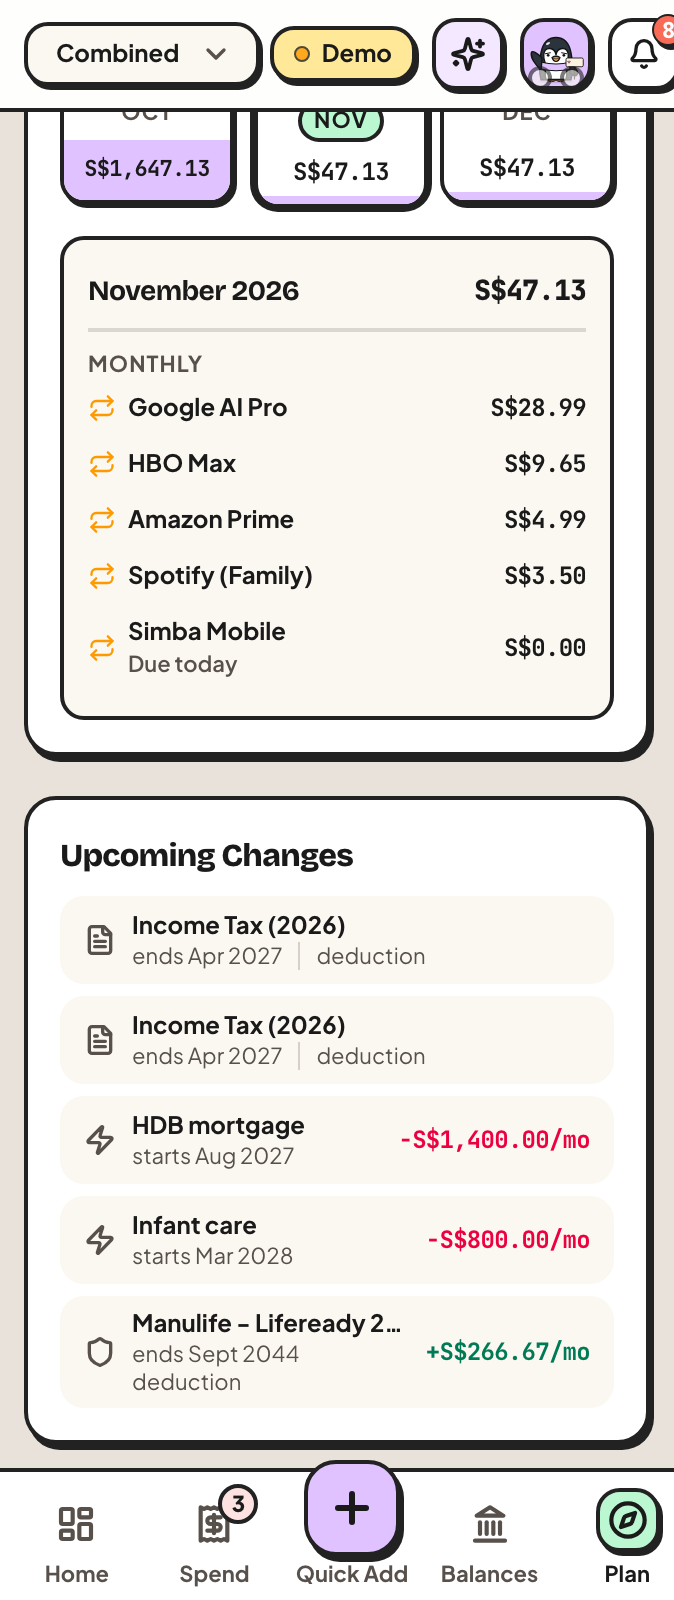 Combined
Demo
8
OCT
NOV
DEC
S$1,647.13
S$47.13
S$47.13
November 2026
S$47.13
MONTHLY
Google AI Pro
S$28.99
HBO Max
S$9.65
Amazon Prime
S$4.99
Spotify (Family)
S$3.50
Simba Mobile
Due today
S$0.00
Upcoming Changes
Income Tax (2026)
ends Apr 2027 | deduction
Income Tax (2026)
ends Apr 2027 | deduction
HDB mortgage
starts Aug 2027
-S$1,400.00/mo
Infant care
starts Mar 2028
-S$800.00/mo
Manulife – Lifeready 2...
ends Sept 2044
deduction
+S$266.67/mo
3
Home
Spend
Quick Add
Balances
Plan